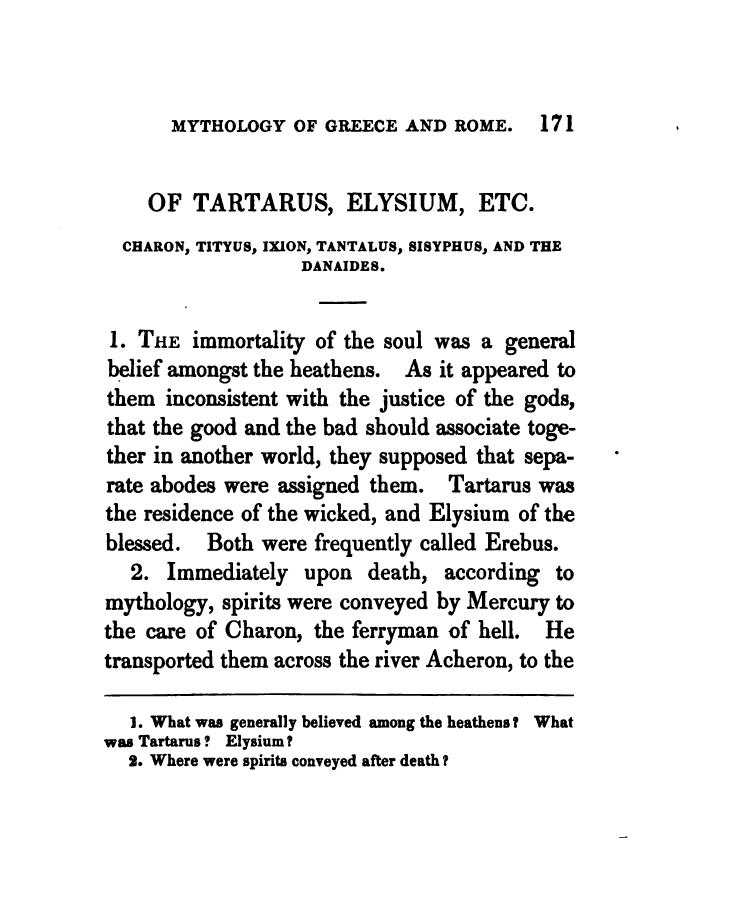 MYTHOLOGY OF GREECE AND ROME. 171
OF TARTARUS, ELYSIUM, ETC.
CHARON, TITYUS, IXION, TANTALUS, SISYPHUS, AND THE
DANAIDES.
1. THE immortality of the soul was a general
belief amongst the heathens. As it appeared to
them inconsistent with the justice of the gods,
that the good and the bad should associate toge-
ther in another world, they supposed that sepa-
rate abodes were assigned them. Tartarus was
the residence of the wicked, and Elysium of the
blessed. Both were frequently called Erebus.
2. Immediately upon death, according to
mythology, spirits were conveyed by Mercury to
the care of Charon, the ferryman of hell. He
transported them across the river Acheron, to the
1. What was generally believed among the heathens? What
was Tartarus? Elysium?
2. Where were spirits conveyed after death?